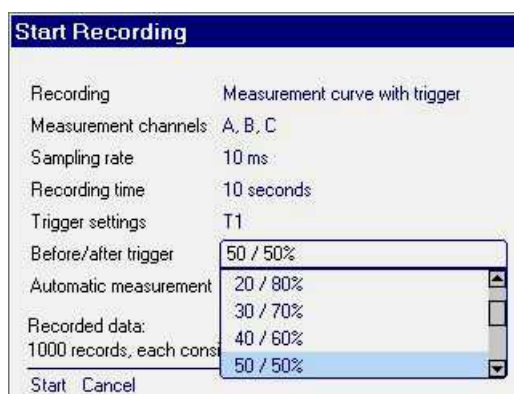 Start Recording
Recording Measurement curve with trigger
Measurement channels A, B, C
Sampling rate 10 ms
Recording time 10 seconds
Trigger settings T1
Before/after trigger 50 / 50%
Automatic measurement 20 / 80%
30 / 70%
Recorded data: 40 / 60%
1000 records, each 50 / 50%
Start Cancel